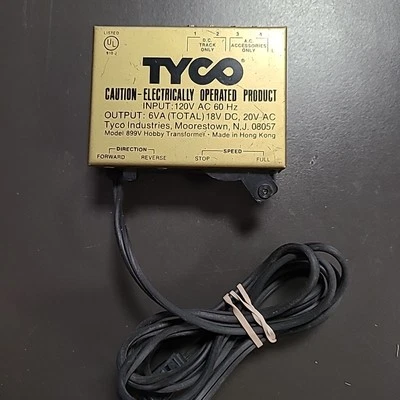 LISTED
UL
1 2 3 4
D.C. TRACK ONLY
A.C. ACCESSORIES ONLY
TYCO®
CAUTION-ELECTRICALLY OPERATED PRODUCT
INPUT: 120V AC 60 Hz
OUTPUT: 6VA (TOTAL) 18V DC, 20V AC
Tyco Industries, Moorestown, N.J. 08057
Model 899V Hobby Transformer - Made in Hong Kong
DIRECTION SPEED
FORWARD REVERSE STOP FULL